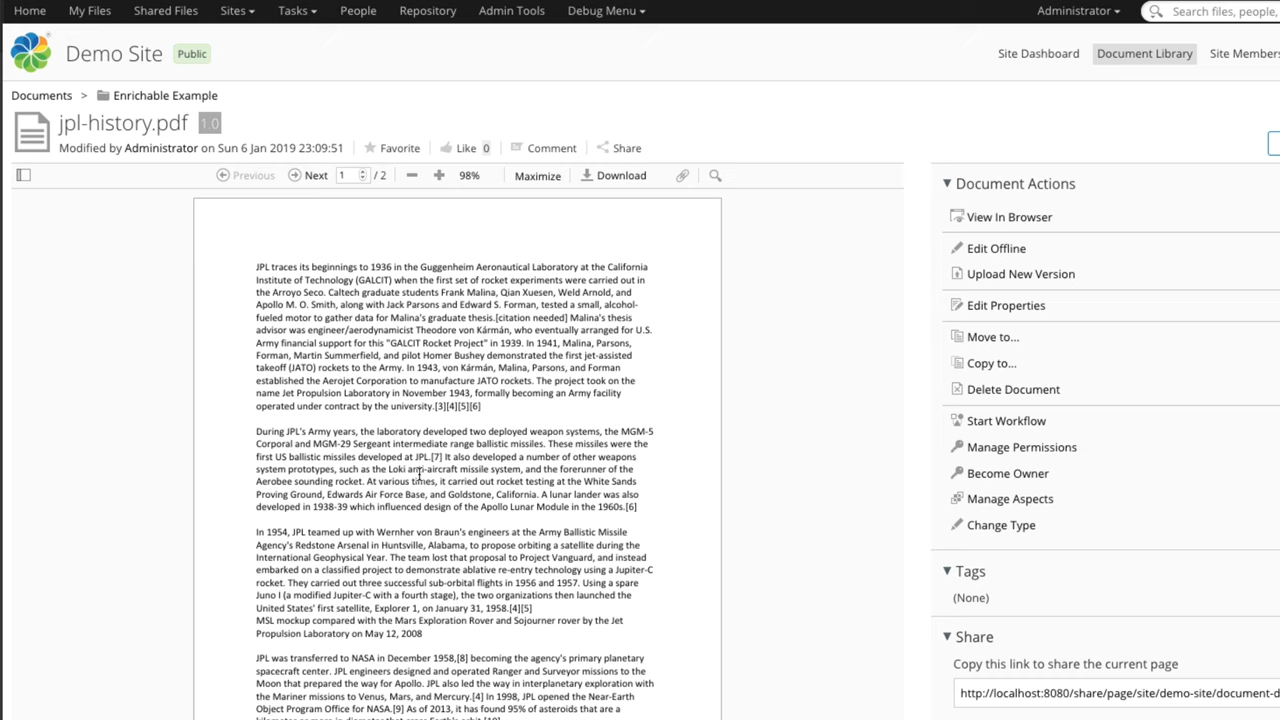 Home My Files Shared Files Sites Tasks People Repository Admin Tools Debug Menu Administrator Search files, people,
Demo Site Public Site Dashboard Document Library Site Members
Documents > Enrichable Example
jpl-history.pdf 1.0
Modified by Administrator on Sun 6 Jan 2019 23:09:51 Favorite Like 0 Comment Share
Previous Next 1 / 2 98% Maximize Download
JPL traces its beginnings to 1936 in the Guggenheim Aeronautical Laboratory at the California
Institute of Technology (GALCIT) when the first set of rocket experiments were carried out in
the Arroyo Seco. Caltech graduate students Frank Malina, Qian Xuesen, Weld Arnold, and
Apollo M. O. Smith, along with Jack Parsons and Edward S. Forman, tested a small, alcohol-
fueled motor to gather data for Malina's graduate thesis.[citation needed] Malina's thesis
advisor was engineer/aerodynamicist Theodore von Kármán, who eventually arranged for U.S.
Army financial support for this "GALCIT Rocket Project" in 1939. In 1941, Malina, Parsons,
Forman, Martin Summerfield, and pilot Homer Bushey demonstrated the first jet-assisted
takeoff (JATO) rockets to the Army. In 1943, von Kármán, Malina, Parsons, and Forman
established the Aerojet Corporation to manufacture JATO rockets. The project took on the
name Jet Propulsion Laboratory in November 1943, formally becoming an Army facility
operated under contract by the university.[3][4][5][6]
During JPL's Army years, the laboratory developed two deployed weapon systems, the MGM-5
Corporal and MGM-29 Sergeant intermediate range ballistic missiles. These missiles were the
first US ballistic missiles developed at JPL.[7] It also developed a number of other weapons
system prototypes, such as the Loki anti-aircraft missile system, and the forerunner of the
Aerobee sounding rocket. At various times, it carried out rocket testing at the White Sands
Proving Ground, Edwards Air Force Base, and Goldstone, California. A lunar lander was also
developed in 1938-39 which influenced design of the Apollo Lunar Module in the 1960s.[6]
In 1954, JPL teamed up with Wernher von Braun's engineers at the Army Ballistic Missile
Agency's Redstone Arsenal in Huntsville, Alabama, to propose orbiting a satellite during the
International Geophysical Year. The team lost that proposal to Project Vanguard, and instead
embarked on a classified project to demonstrate ablative re-entry technology using a Jupiter-C
rocket. They carried out three successful sub-orbital flights in 1956 and 1957. Using a spare
Juno I (a modified Jupiter-C with a fourth stage), the two organizations then launched the
United States' first satellite, Explorer 1, on January 31, 1958.[4][5]
MSL mockup compared with the Mars Exploration Rover and Sojourner rover by the Jet
Propulsion Laboratory on May 12, 2008
JPL was transferred to NASA in December 1958,[8] becoming the agency's primary planetary
spacecraft center. JPL engineers designed and operated Ranger and Surveyor missions to the
Moon that prepared the way for Apollo. JPL also led the way in interplanetary exploration with
the Mariner missions to Venus, Mars, and Mercury.[4] In 1998, JPL opened the Near-Earth
Object Program Office for NASA.[9] As of 2013, it has found 95% of asteroids that are a
Document Actions
View In Browser
Edit Offline
Upload New Version
Edit Properties
Move to...
Copy to...
Delete Document
Start Workflow
Manage Permissions
Become Owner
Manage Aspects
Change Type
Tags
(None)
Share
Copy this link to share the current page
http://localhost:8080/share/page/site/demo-site/document-d